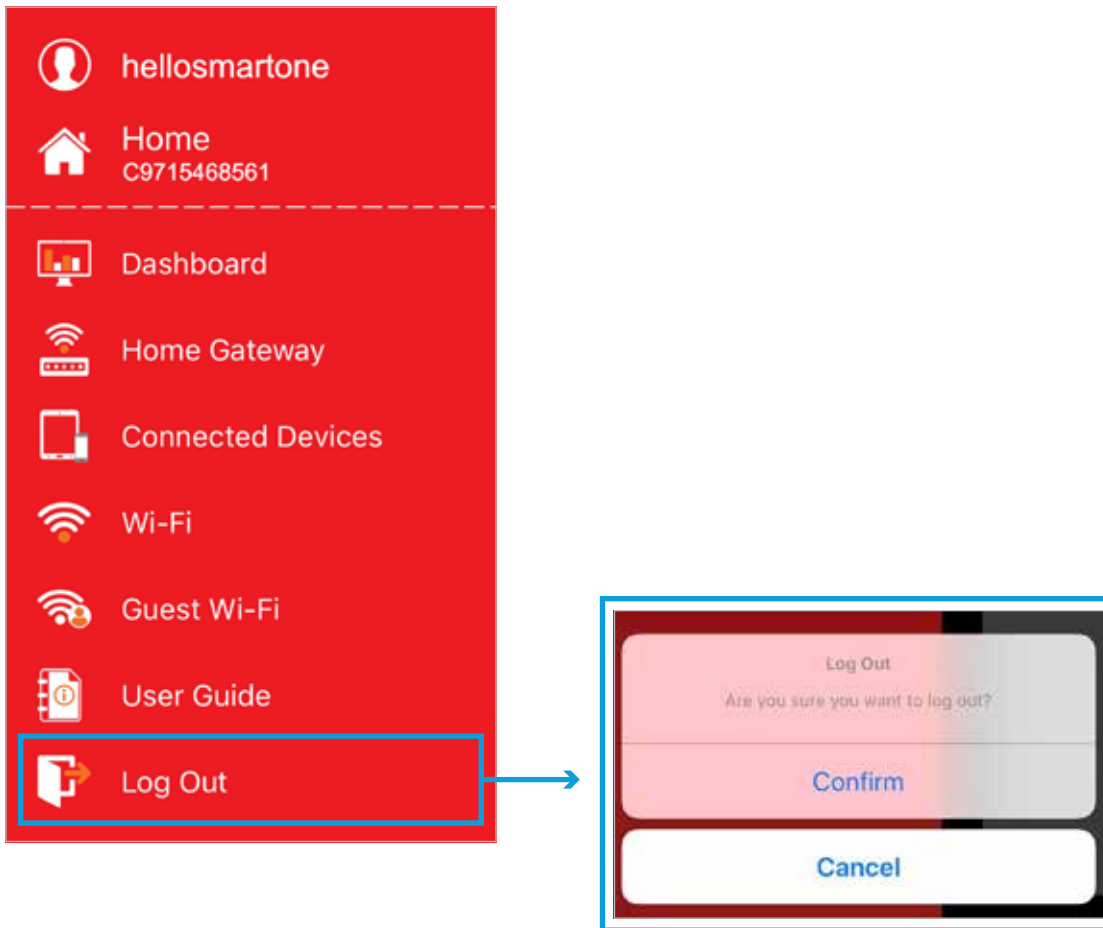 hellosmartone
Home
C9715468561
Dashboard
Home Gateway
Connected Devices
Wi-Fi
Guest Wi-Fi
User Guide
Log Out
Log Out
Are you sure you want to log out?
Confirm
Cancel